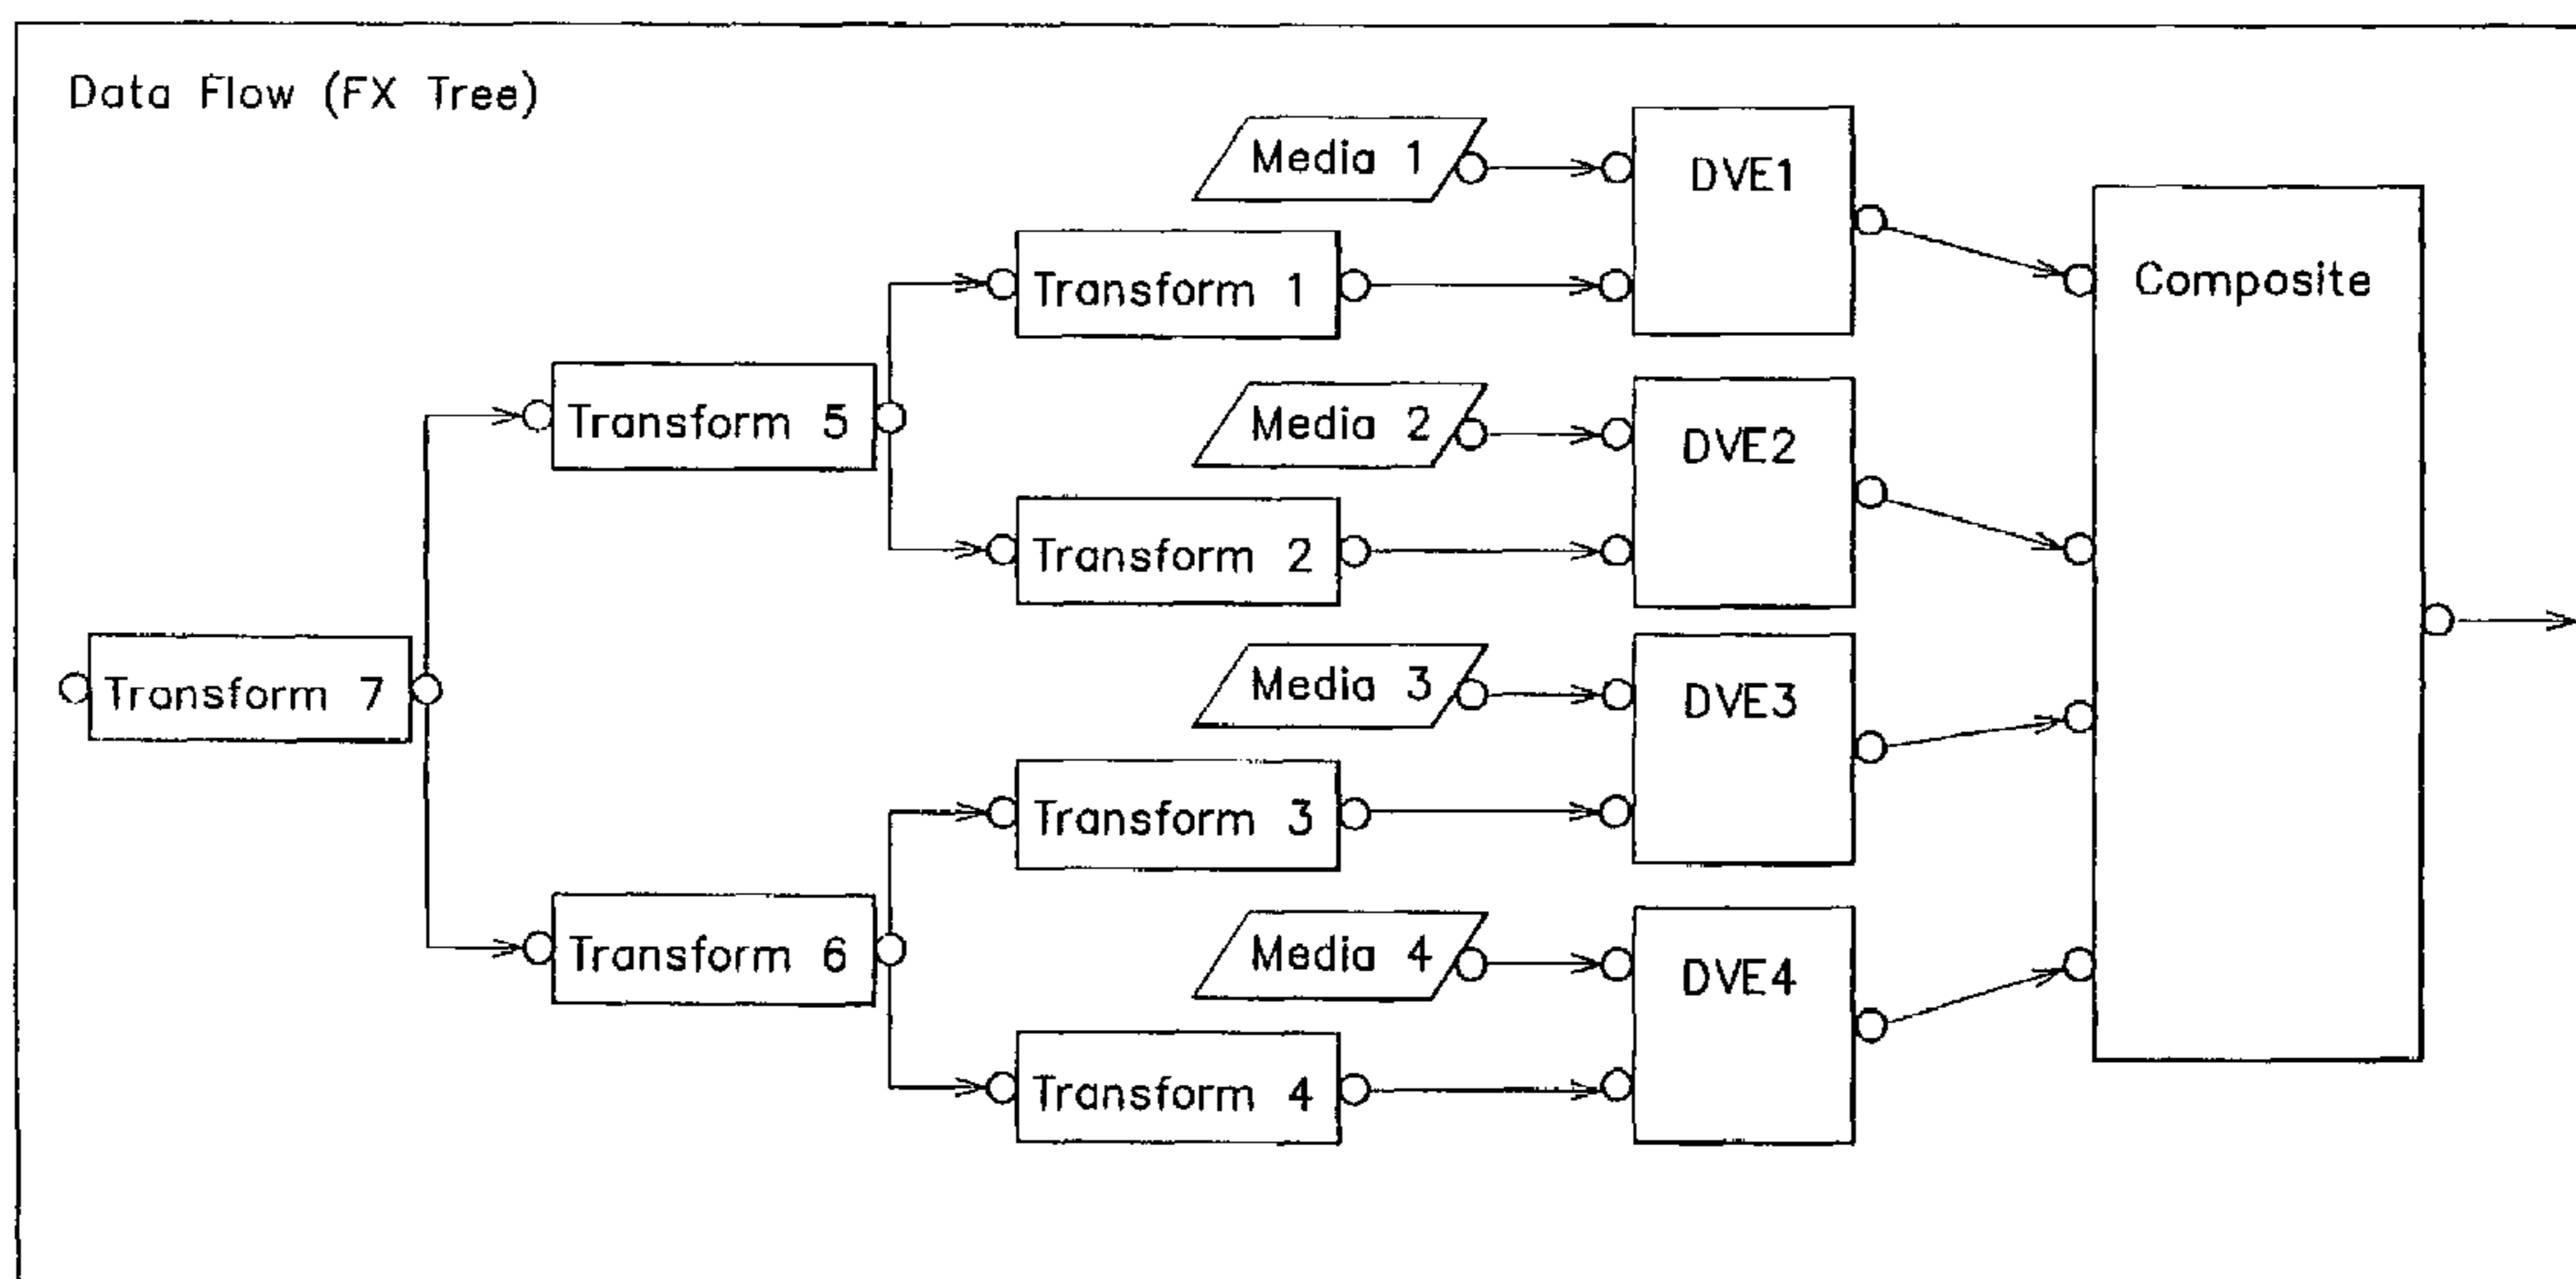 Data Flow (FX Tree)
Media 1
DVE1
Transform 1
Composite
Transform 5
Media 2
DVE2
Transform 2
Transform 7
Media 3
DVE3
Transform 3
Transform 6
Media 4
DVE4
Transform 4